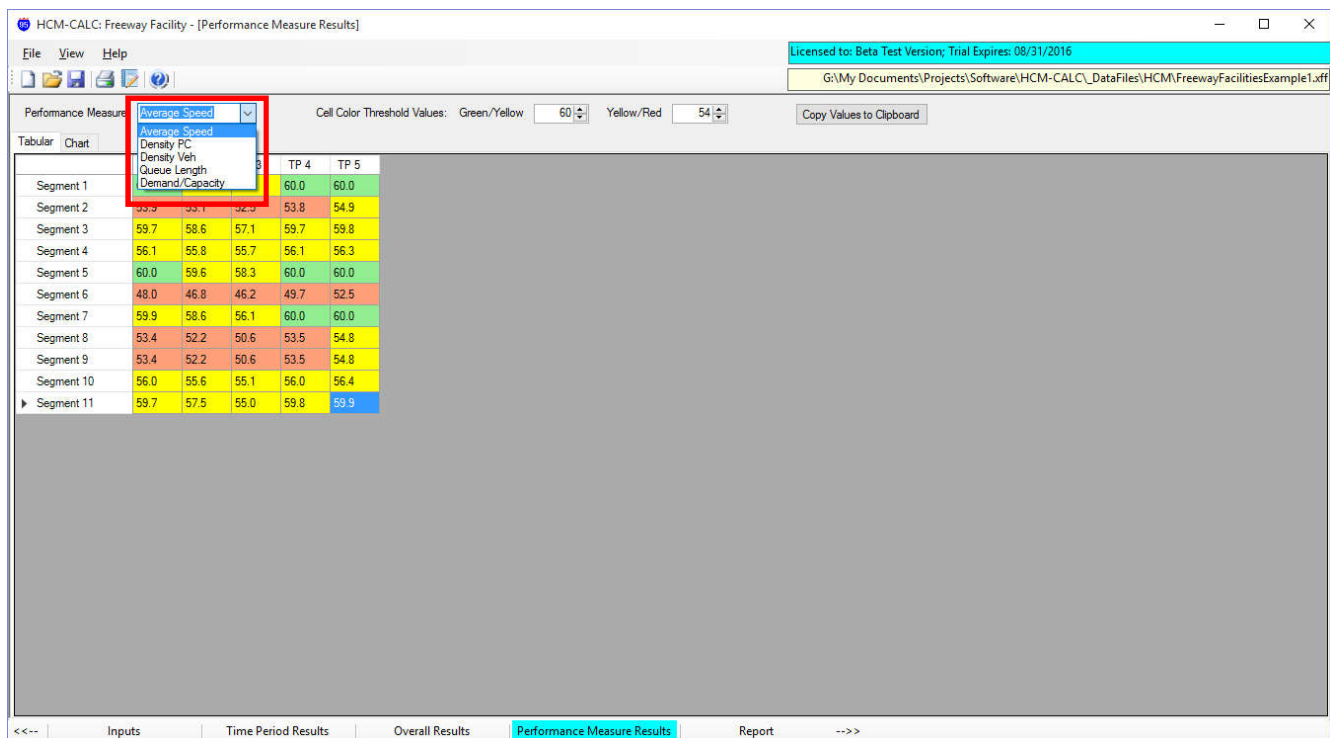 HCM-CALC: Freeway Facility - [Performance Measure Results]
File View Help
Licensed to: Beta Test Version; Trial Expires: 08/31/2016
G:\My Documents\Projects\Software\HCM-CALC\_DataFiles\HCM\FreewayFacilitiesExample1.xff
Performance Measure Average Speed Cell Color Threshold Values: Green/Yellow 60 Yellow/Red 54 Copy Values to Clipboard
Average Speed
Density PC
Density Veh
Queue Length
Demand/Capacity
Tabular Chart
3 TP 4 TP 5
Segment 1 60.0 60.0
Segment 2 53.9 53.1 52.5 53.8 54.9
Segment 3 59.7 58.6 57.1 59.7 59.8
Segment 4 56.1 55.8 55.7 56.1 56.3
Segment 5 60.0 59.6 58.3 60.0 60.0
Segment 6 48.0 46.8 46.2 49.7 52.5
Segment 7 59.9 58.6 56.1 60.0 60.0
Segment 8 53.4 52.2 50.6 53.5 54.8
Segment 9 53.4 52.2 50.6 53.5 54.8
Segment 10 56.0 55.6 55.1 56.0 56.4
Segment 11 59.7 57.5 55.0 59.8 59.9
<<-- Inputs Time Period Results Overall Results Performance Measure Results Report -->>